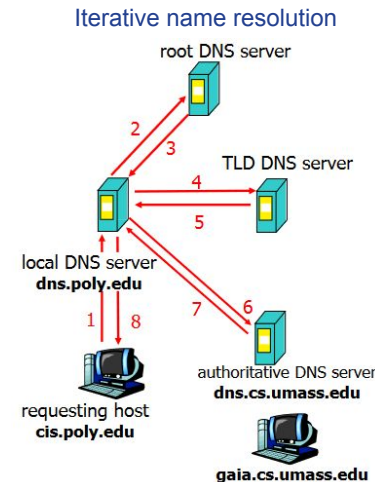 Iterative name resolution
root DNS server
2
3
TLD DNS server
4
5
local DNS server
dns.poly.edu
1
8
7
6
authoritative DNS server
dns.cs.umass.edu
requesting host
cis.poly.edu
gaia.cs.umass.edu